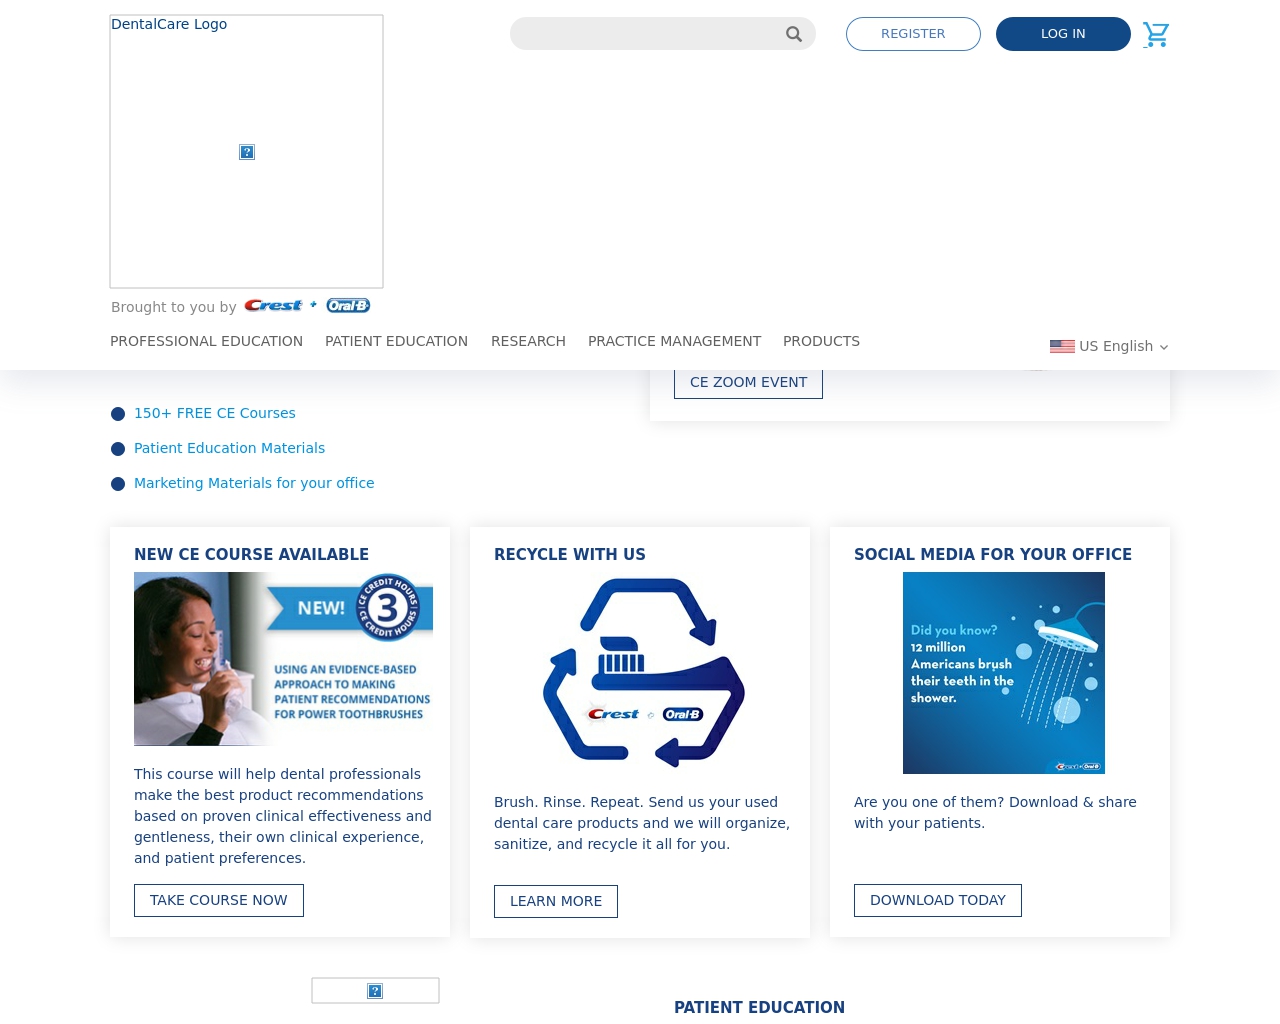 DentalCare Logo
REGISTER
LOG IN
Brought to you by Crest + Oral-B
PROFESSIONAL EDUCATION
PATIENT EDUCATION
RESEARCH
PRACTICE MANAGEMENT
PRODUCTS
US English
CE ZOOM EVENT
150+ FREE CE Courses
Patient Education Materials
Marketing Materials for your office
NEW CE COURSE AVAILABLE
NEW!
CE CREDIT HOURS
3
CE CREDIT HOURS
USING AN EVIDENCE-BASED
APPROACH TO MAKING
PATIENT RECOMMENDATIONS
FOR POWER TOOTHBRUSHES
This course will help dental professionals
make the best product recommendations
based on proven clinical effectiveness and
gentleness, their own clinical experience,
and patient preferences.
TAKE COURSE NOW
RECYCLE WITH US
Crest + Oral-B
Brush. Rinse. Repeat. Send us your used
dental care products and we will organize,
sanitize, and recycle it all for you.
LEARN MORE
SOCIAL MEDIA FOR YOUR OFFICE
Did you know?
12 million
Americans brush
their teeth in the
shower.
Crest + Oral-B
Are you one of them? Download & share
with your patients.
DOWNLOAD TODAY
PATIENT EDUCATION